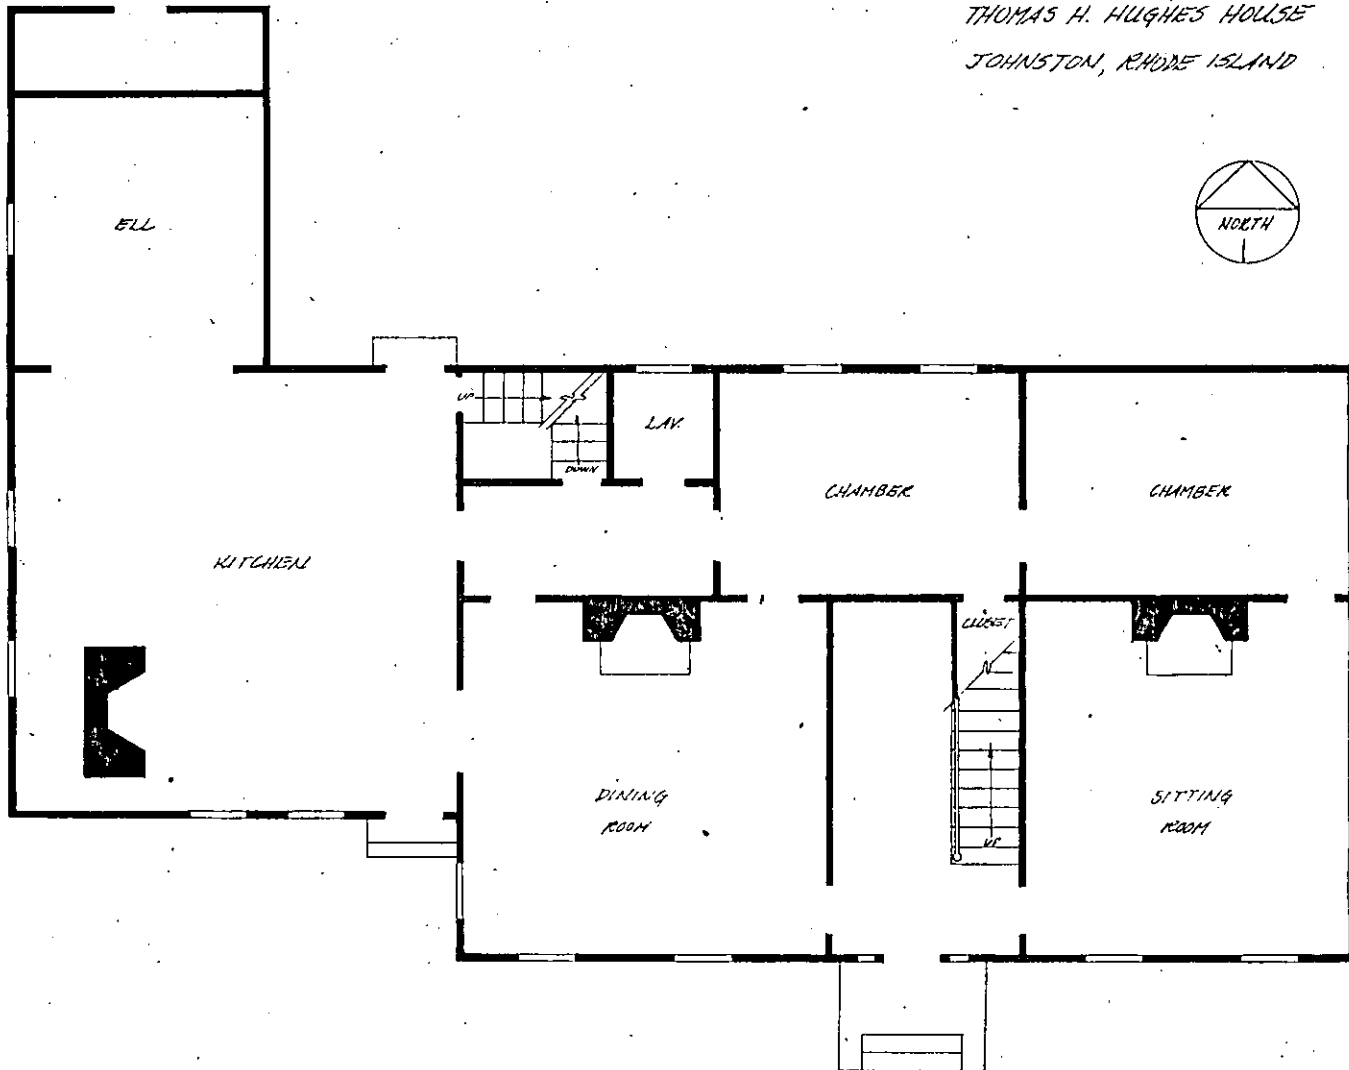 THOMAS H. HUGHES HOUSE
JOHNSTON, RHODE ISLAND
NORTH
ELL
UP
LAV.
DOWN
CHAMBER
CHAMBER
KITCHEN
CLOSET
DINING
ROOM
SITTING
ROOM
UP